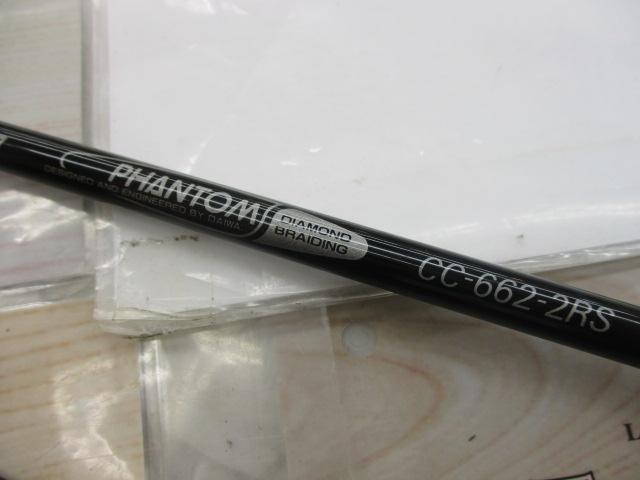 PHANTOM
DESIGNED AND ENGINEERED BY DAIWA
DIAMOND
BRAIDING
CC-662-2RS
L